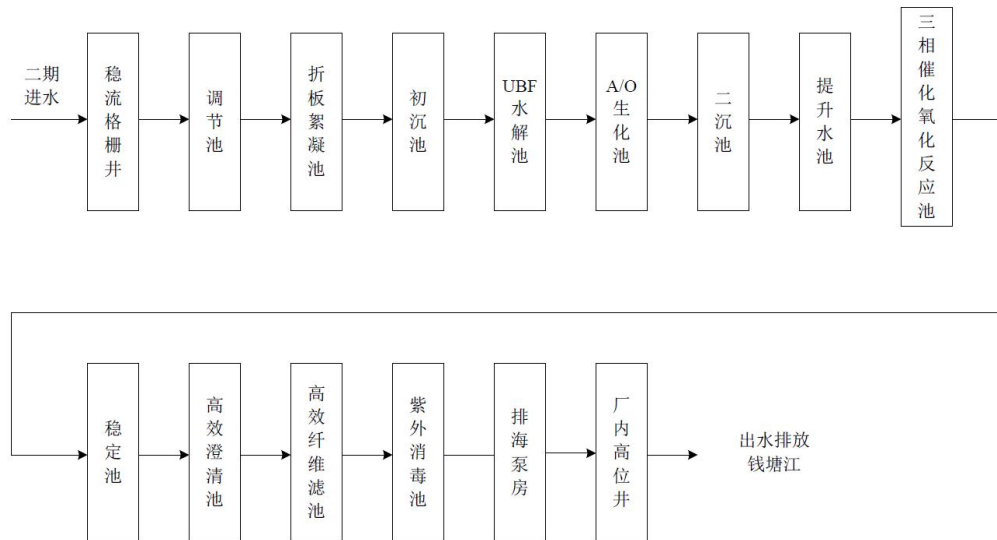 二期
进水
稳流格栅井
调节池
折板絮凝池
初沉池
UBF
水解池
A/O
生化池
二沉池
提升水池
三相催化氧化反应池
稳定池
高效澄清池
高效纤维滤池
紫外消毒池
排海泵房
厂内高位井
出水排放
钱塘江